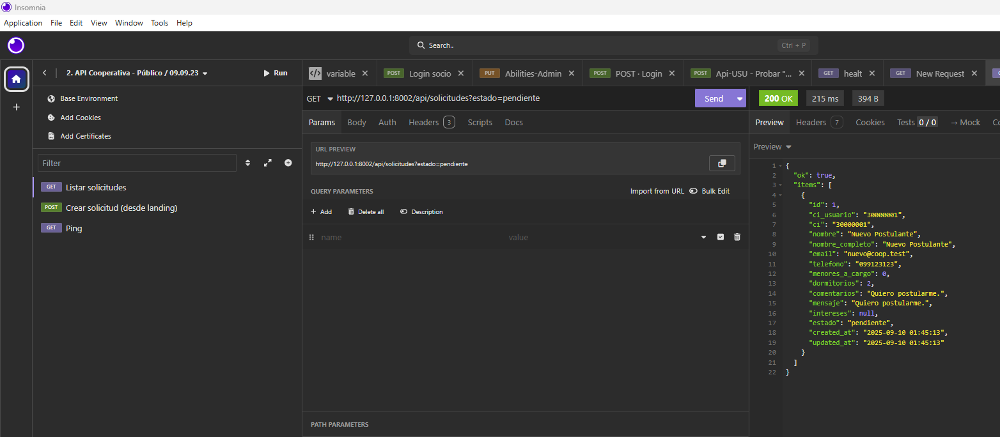 Insomnia
Application File Edit View Window Tools Help
Search.. Ctrl + P
2. API Cooperativa - Público / 09.09.23 Run
Base Environment
Add Cookies
Add Certificates
Filter
GET Listar solicitudes
POST Crear solicitud (desde landing)
GET Ping
variable POST Login socio PUT Abilities-Admin POST POST · Login POST Api-USU - Probar "... GET healt GET New Request
GET http://127.0.0.1:8002/api/solicitudes?estado=pendiente Send
Params Body Auth Headers 3 Scripts Docs
URL PREVIEW
http://127.0.0.1:8002/api/solicitudes?estado=pendiente
QUERY PARAMETERS Import from URL Bulk Edit
Add Delete all Description
name value
PATH PARAMETERS
200 OK 215 ms 394 B
Preview Headers 7 Cookies Tests 0 / 0 → Mock
Preview
1 {
2 "ok": true,
3 "items": [
4 {
5 "id": 1,
6 "ci_usuario": "30000001",
7 "ci": "30000001",
8 "nombre": "Nuevo Postulante",
9 "nombre_completo": "Nuevo Postulante",
10 "email": "nuevo@coop.test",
11 "telefono": "099123123",
12 "menores_a_cargo": 0,
13 "dormitorios": 2,
14 "comentarios": "Quiero postularme.",
15 "mensaje": "Quiero postularme.",
16 "intereses": null,
17 "estado": "pendiente",
18 "created_at": "2025-09-10 01:45:13",
19 "updated_at": "2025-09-10 01:45:13"
20 }
21 ]
22 }